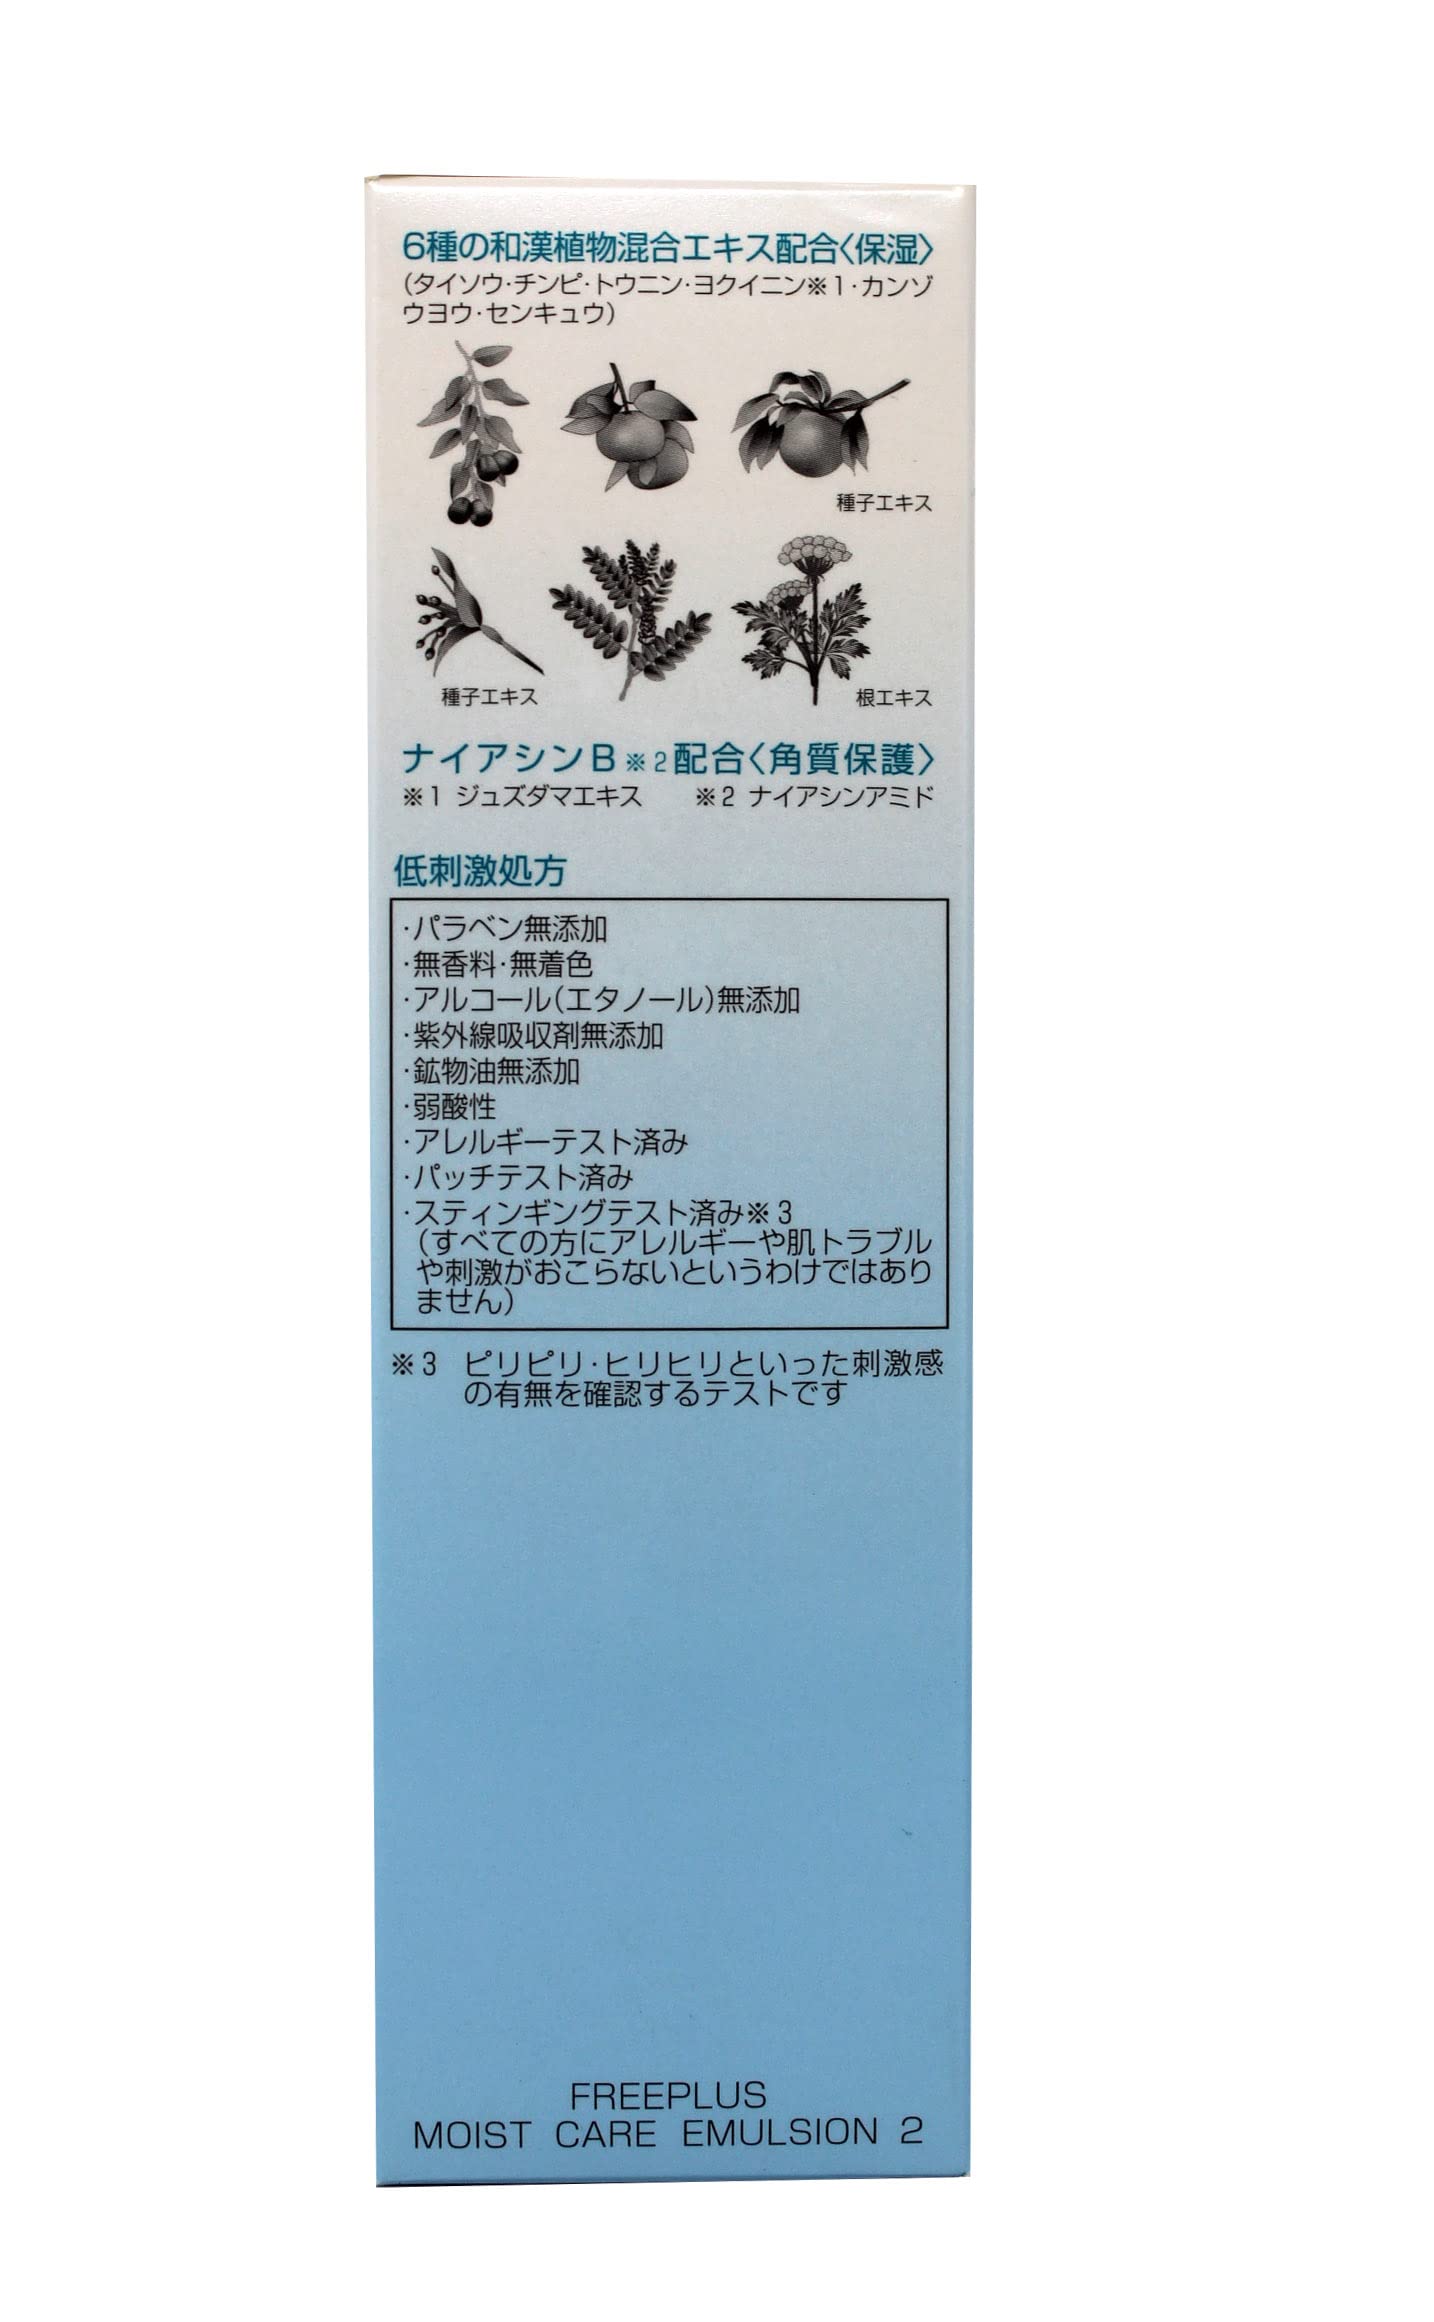 6種の和漢植物混合エキス配合〈保湿〉
(タイソウ・チンピ・トウニン・ヨクイニン※1・カンゾ
ウヨウ・センキュウ)
種子エキス
種子エキス
根エキス
ナイアシンB※2配合〈角質保護〉
※1 ジュズダマエキス ※2 ナイアシンアミド
低刺激処方
・パラベン無添加
・無香料・無着色
・アルコール(エタノール)無添加
・紫外線吸収剤無添加
・鉱物油無添加
・弱酸性
・アレルギーテスト済み
・パッチテスト済み
・スティンギングテスト済み※3
(すべての方にアレルギーや肌トラブル
や刺激がおこらないというわけではあり
ません)
※3 ピリピリ・ヒリヒリといった刺激感
の有無を確認するテストです
FREEPLUS
MOIST CARE EMULSION 2